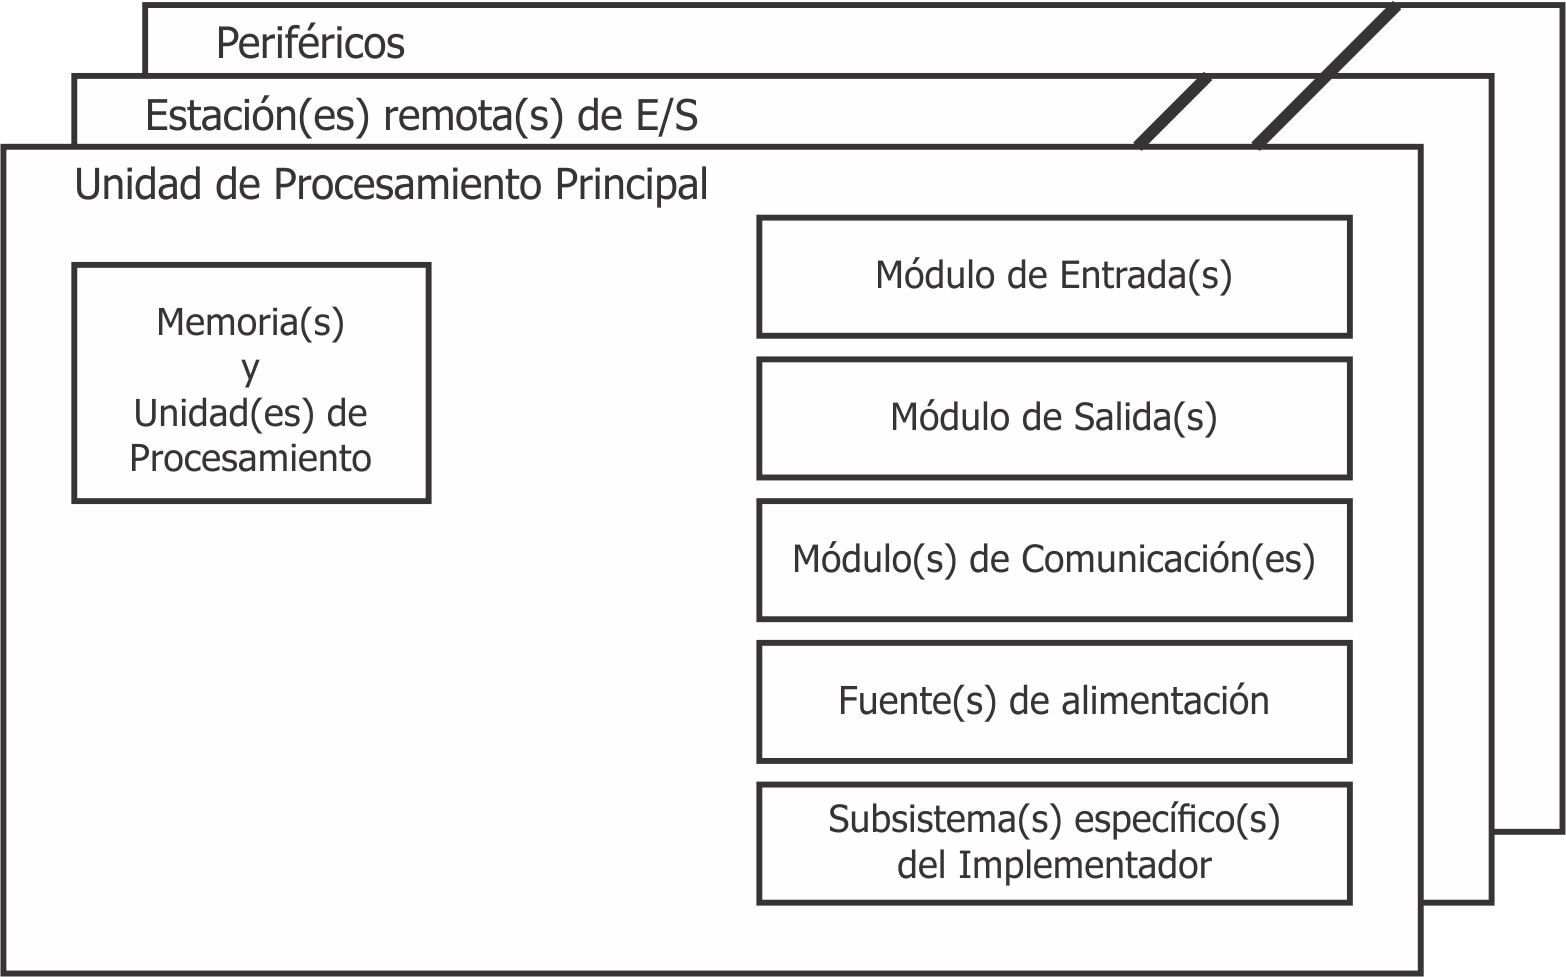 Periféricos
Estación(es) remota(s) de E/S
Unidad de Procesamiento Principal
Memoria(s)
y
Unidad(es) de
Procesamiento
Módulo de Entrada(s)
Módulo de Salida(s)
Módulo(s) de Comunicación(es)
Fuente(s) de alimentación
Subsistema(s) específico(s)
del Implementador